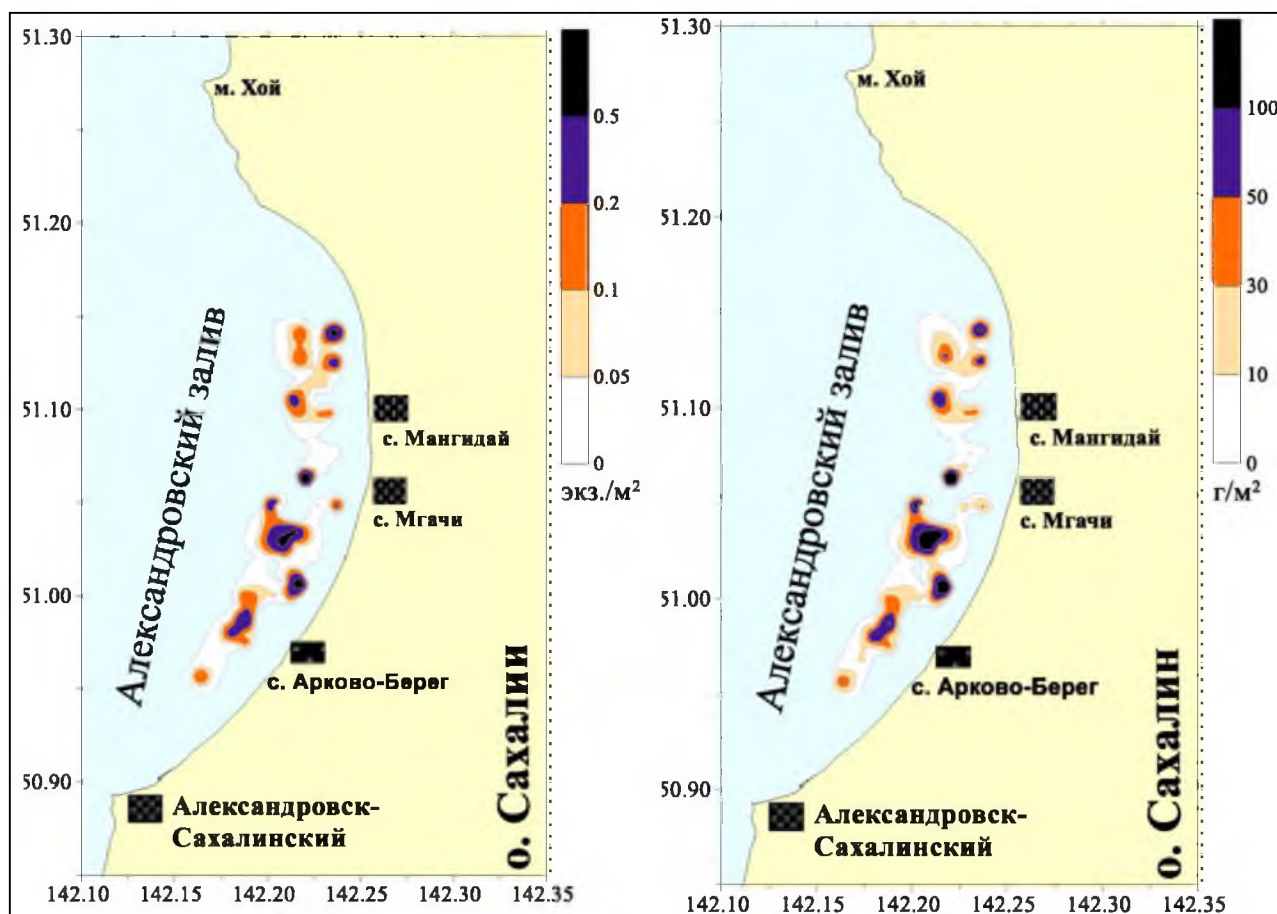 51.30
м. Хой
51.20
51.10
51.00
50.90
142.10 142.15 142.20 142.25 142.30 142.35
Александровский залив
с. Мангидай
с. Мгачи
с. Арково-Берег
Александровск-
Сахалинский
о. Сахалии
0.5
0.2
0.1
0.05
0
экз./м²
51.30
м. Хой
51.20
51.10
51.00
50.90
142.10 142.15 142.20 142.25 142.30 142.35
Александровский залив
с. Мангидай
с. Мгачи
с. Арково-Берег
Александровск-
Сахалинский
о. Сахалин
100
50
30
10
0
г/м²